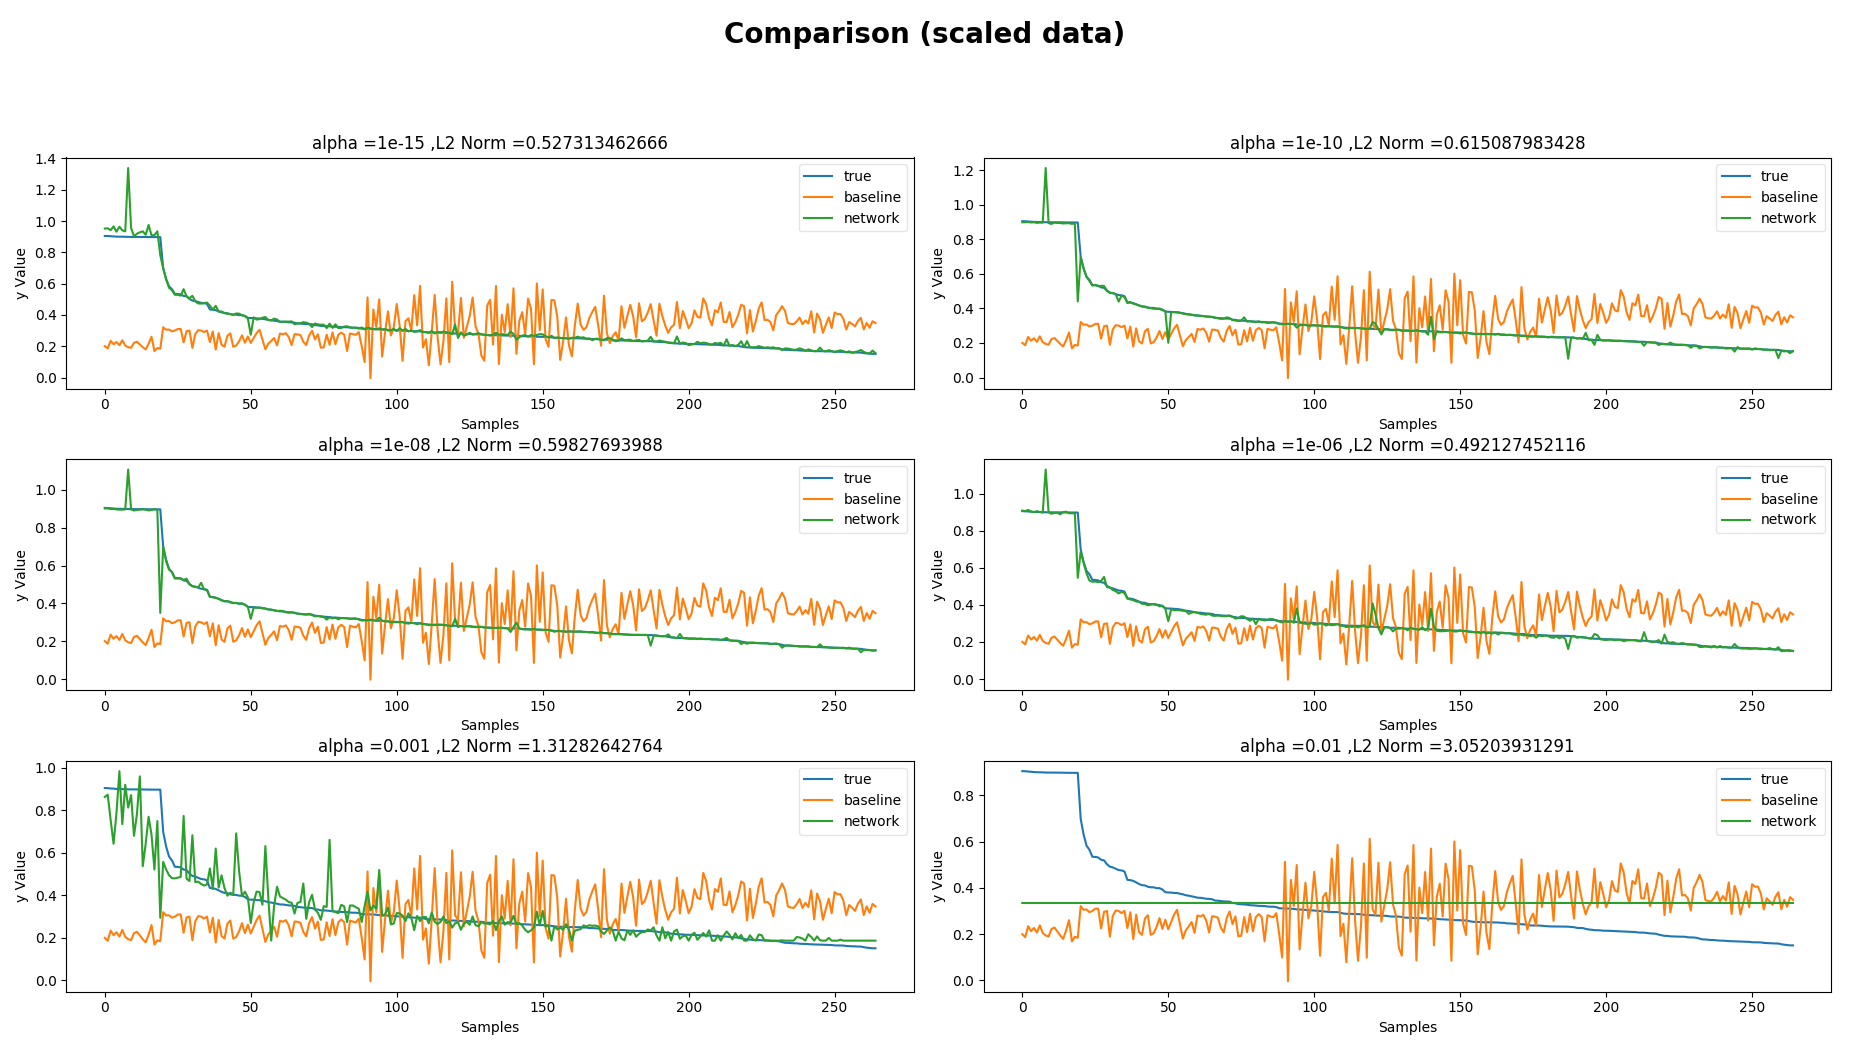 Comparison (scaled data)
alpha =1e-15 ,L2 Norm =0.527313462666
y Value
1.4
1.2
1.0
0.8
0.6
0.4
0.2
0.0
true
baseline
network
0 50 100 150 200 250
Samples
alpha =1e-10 ,L2 Norm =0.615087983428
y Value
1.2
1.0
0.8
0.6
0.4
0.2
0.0
true
baseline
network
0 50 100 150 200 250
Samples
alpha =1e-08 ,L2 Norm =0.59827693988
y Value
1.0
0.8
0.6
0.4
0.2
0.0
true
baseline
network
0 50 100 150 200 250
Samples
alpha =1e-06 ,L2 Norm =0.492127452116
y Value
1.0
0.8
0.6
0.4
0.2
0.0
true
baseline
network
0 50 100 150 200 250
Samples
alpha =0.001 ,L2 Norm =1.31282642764
y Value
1.0
0.8
0.6
0.4
0.2
0.0
true
baseline
network
0 50 100 150 200 250
Samples
alpha =0.01 ,L2 Norm =3.05203931291
y Value
0.8
0.6
0.4
0.2
0.0
true
baseline
network
0 50 100 150 200 250
Samples